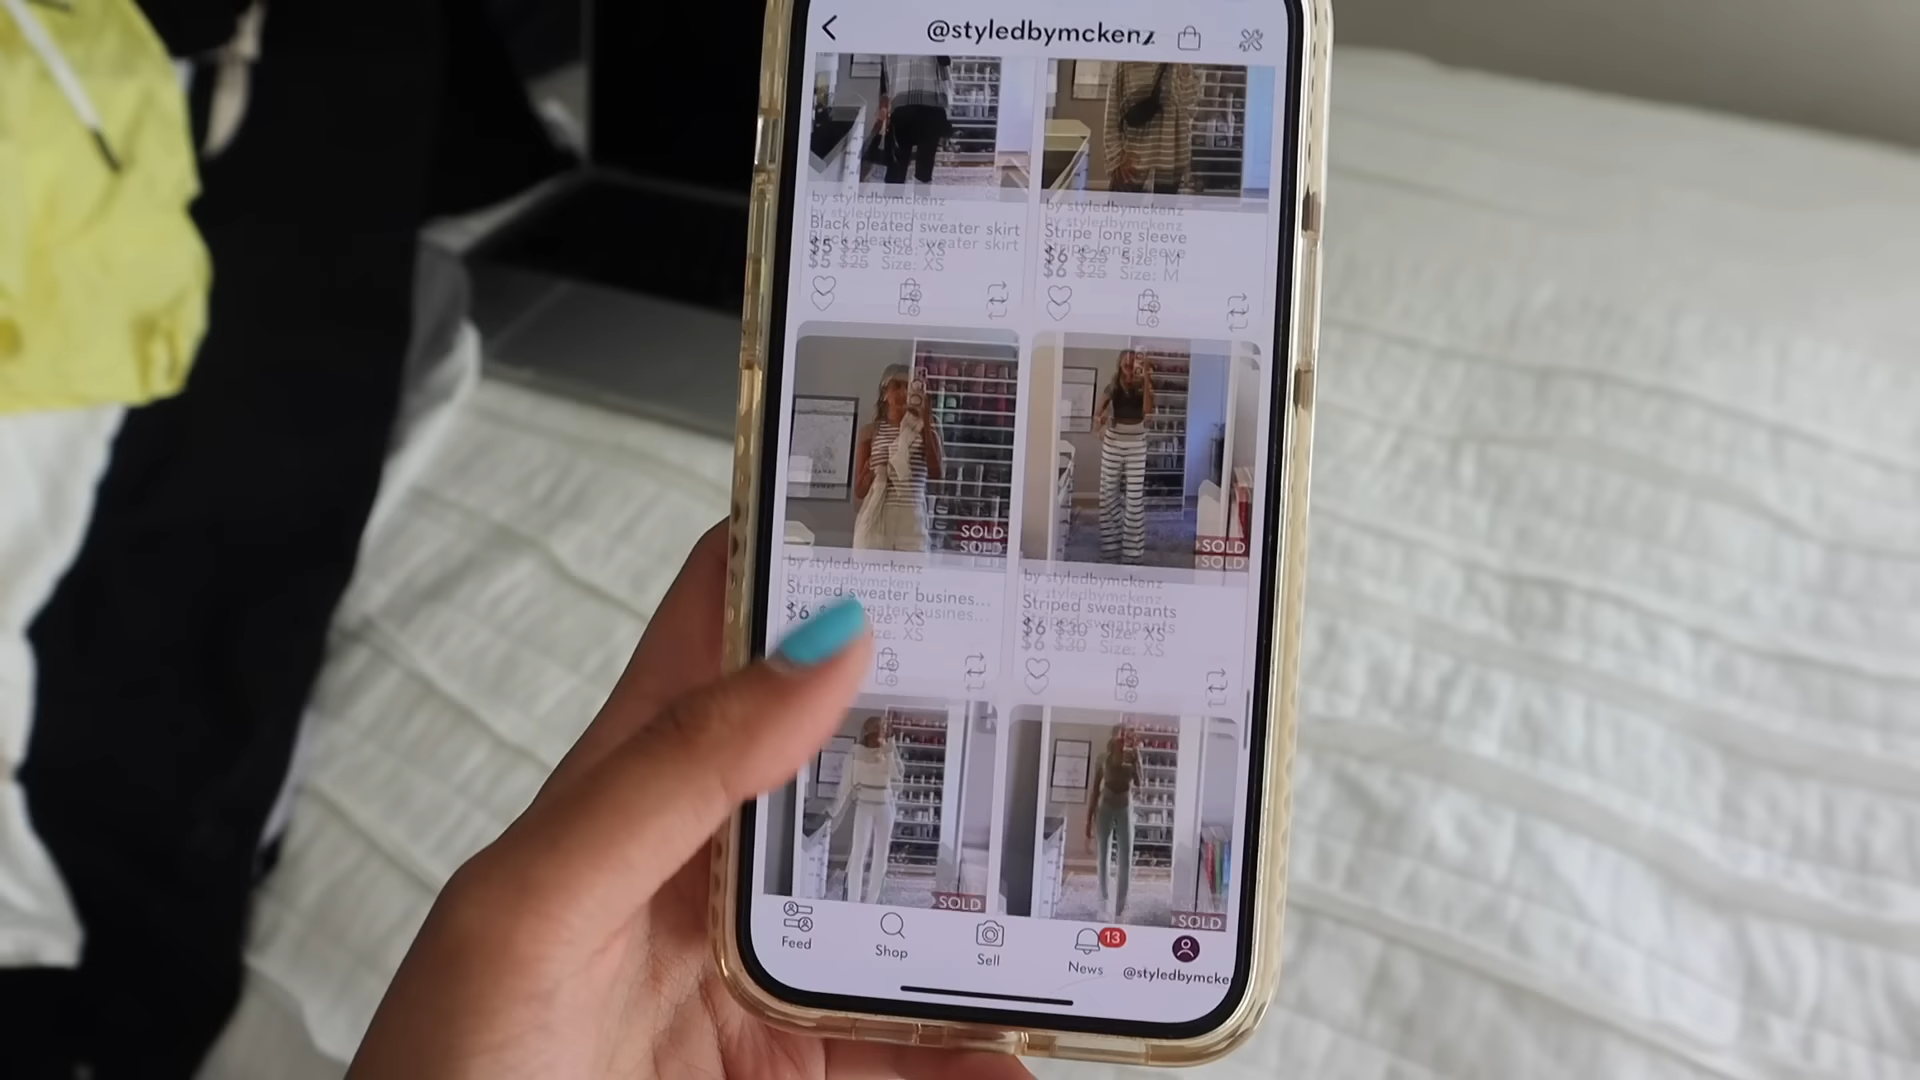 @styledbymckenz
by styledbymckenz
Black pleated sweater skirt
$5 $25 Size: XS
by styledbymckenz
Stripe long sleeve
$6 $25 Size: M
SOLD
by styledbymckenz
Striped sweater busines...
$6 Size: XS
SOLD
by styledbymckenz
Striped sweatpants
$6 $30 Size: XS
SOLD
SOLD
Feed
Shop
Sell
13
News
@styledbymcke